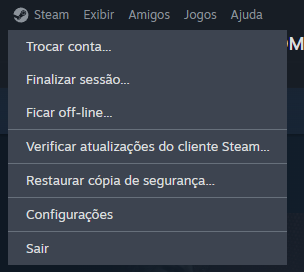 Steam Exibir Amigos Jogos Ajuda
Trocar conta...
OM
Finalizar sessão...
Ficar off-line...
Verificar atualizações do cliente Steam...
Restaurar cópia de segurança...
Configurações
Sair